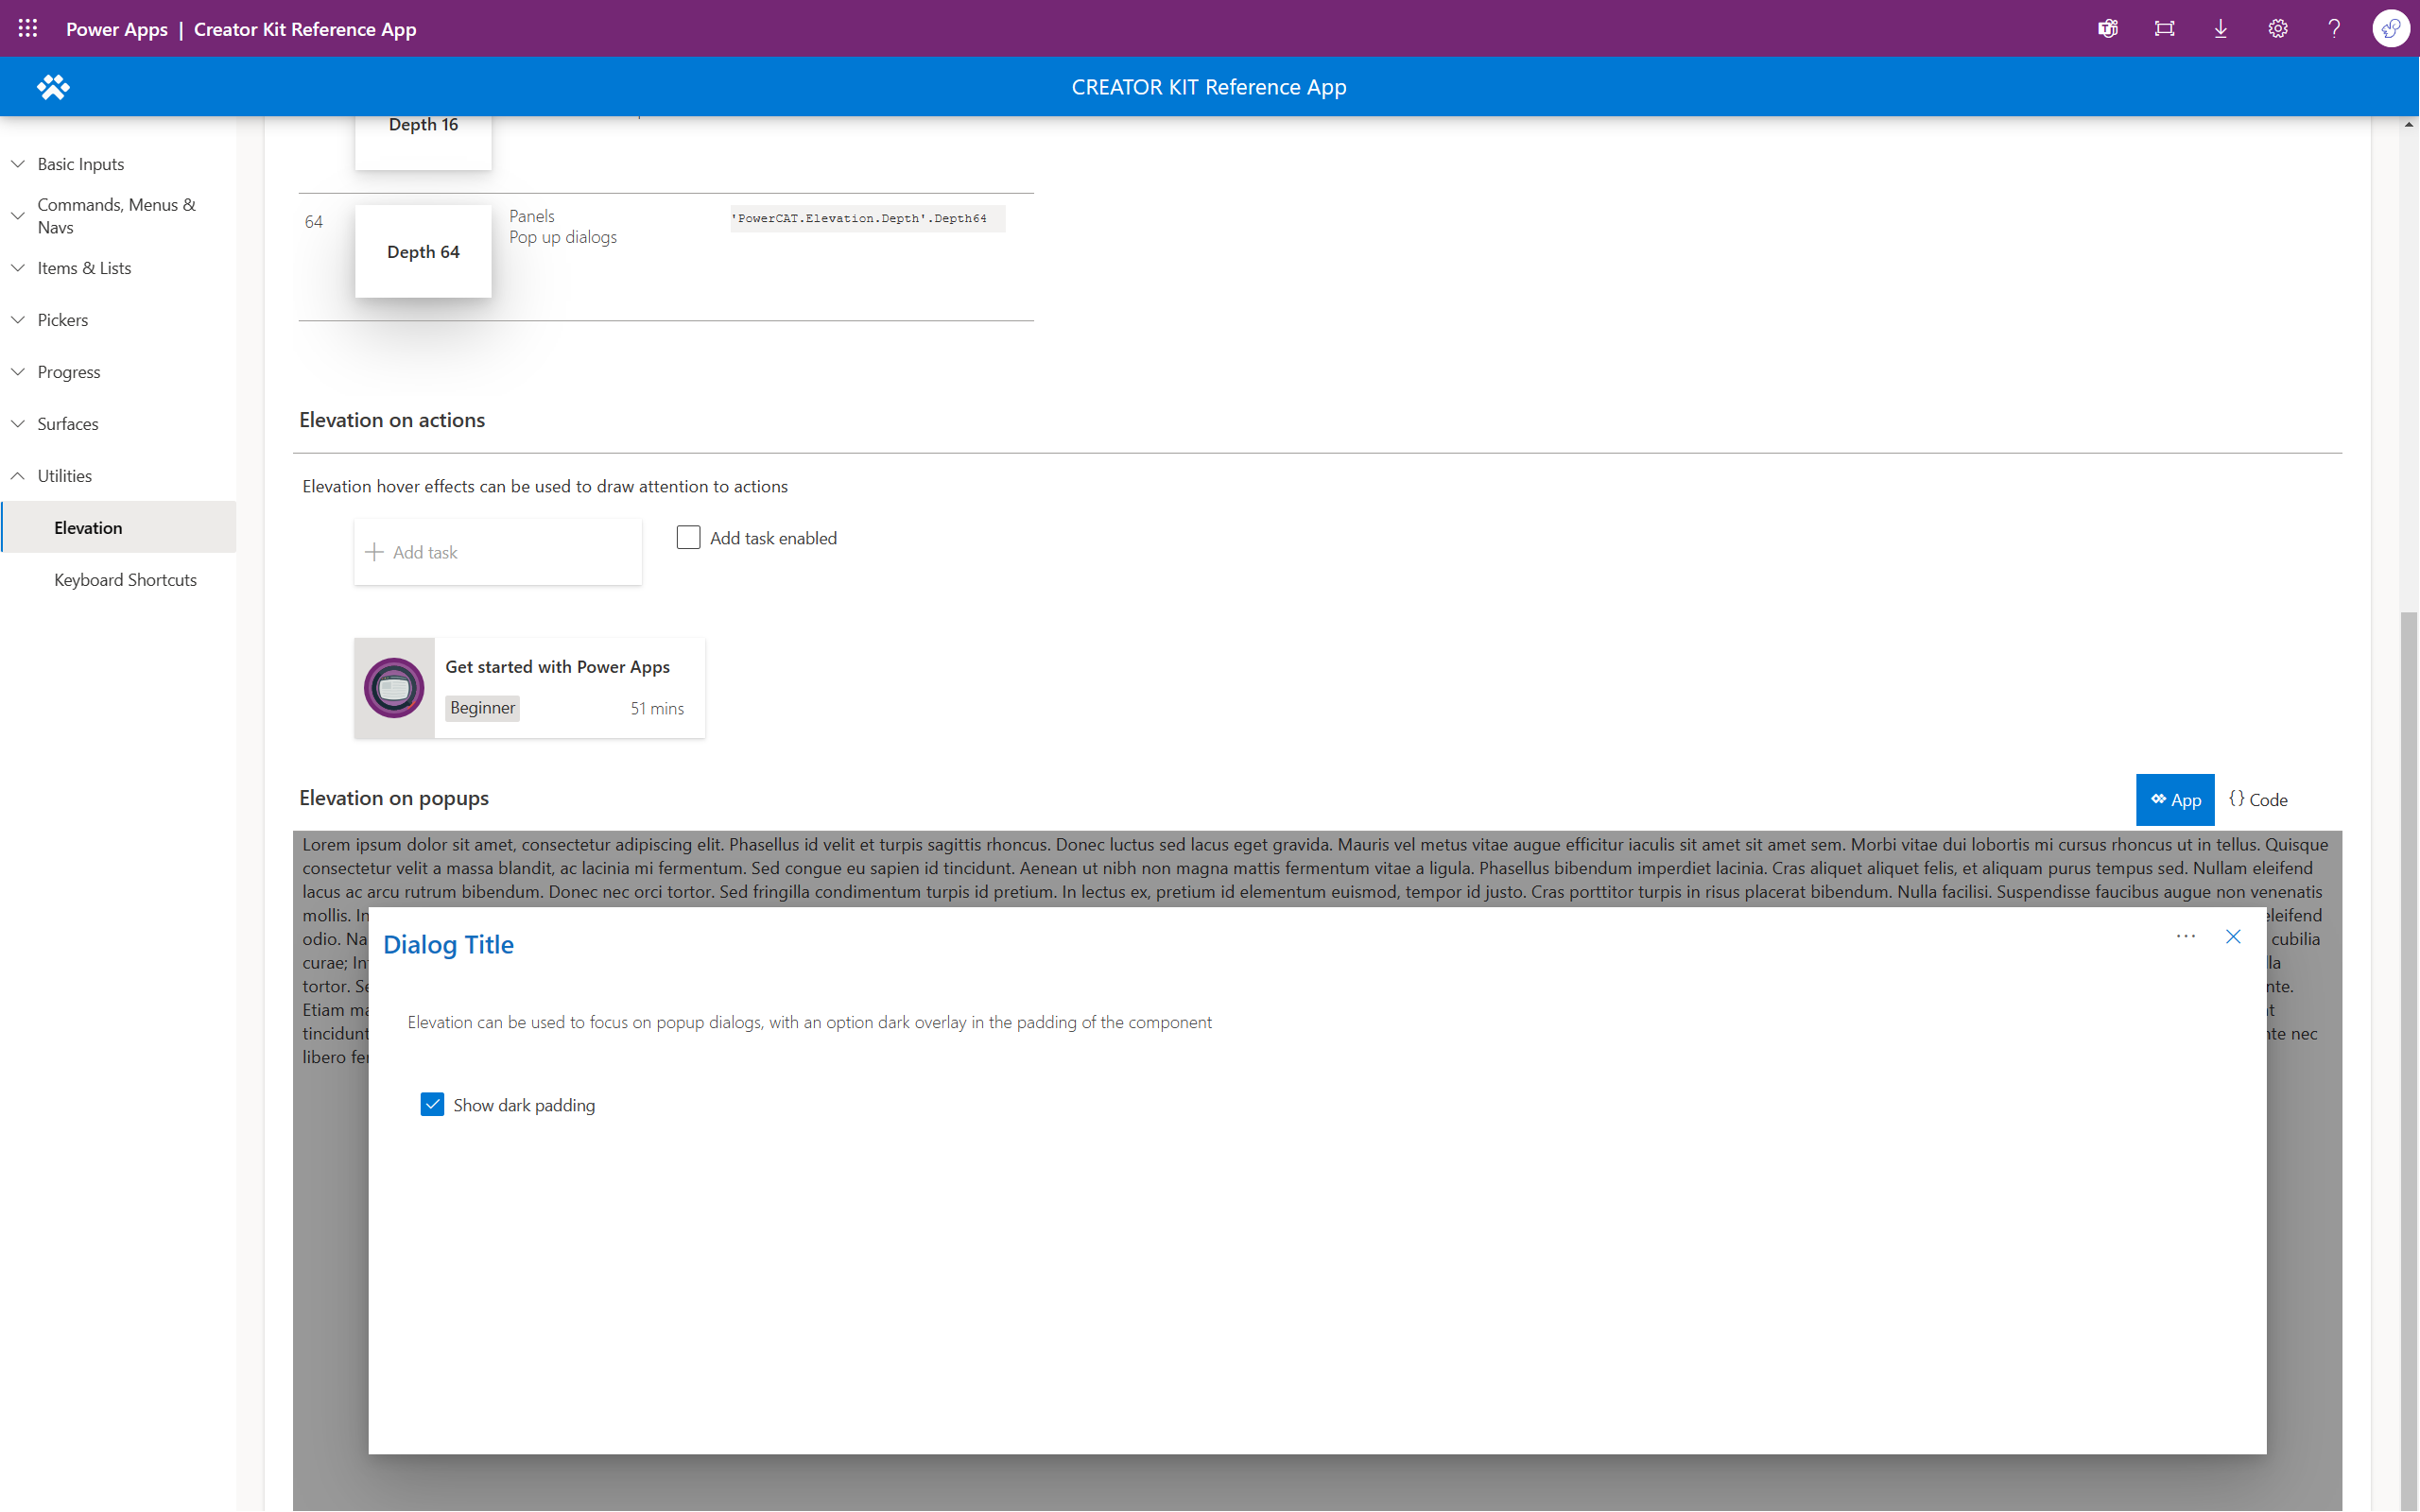 Power Apps | Creator Kit Reference App
CREATOR KIT Reference App
Basic Inputs
Commands, Menus &
Navs
Items & Lists
Pickers
Progress
Surfaces
Utilities
Elevation
Keyboard Shortcuts
Depth 16
64
Depth 64
Panels
Pop up dialogs
'PowerCAT.Elevation.Depth'.Depth64
Elevation on actions
Elevation hover effects can be used to draw attention to actions
Add task
Add task enabled
Get started with Power Apps
Beginner
51 mins
Elevation on popups
App
{ } Code
Lorem ipsum dolor sit amet, consectetur adipiscing elit. Phasellus id velit et turpis sagittis rhoncus. Donec luctus sed lacus eget gravida. Mauris vel metus vitae augue efficitur iaculis sit amet sit amet sem. Morbi vitae dui lobortis mi cursus rhoncus ut in tellus. Quisque
consectetur velit a massa blandit, ac lacinia mi fermentum. Sed congue eu sapien id tincidunt. Aenean ut nibh non magna mattis fermentum vitae a ligula. Phasellus bibendum imperdiet lacinia. Cras aliquet aliquet felis, et aliquam purus tempus sed. Nullam eleifend
lacus ac arcu rutrum bibendum. Donec nec orci tortor. Sed fringilla condimentum turpis id pretium. In lectus ex, pretium id elementum euismod, tempor id justo. Cras porttitor turpis in risus placerat bibendum. Nulla facilisi. Suspendisse faucibus augue non venenatis
mollis. In eleifend
odio. Na cubilia
curae; In
tortor. Se
Etiam ma
tincidunt nec
libero fe
Dialog Title
Elevation can be used to focus on popup dialogs, with an option dark overlay in the padding of the component
Show dark padding